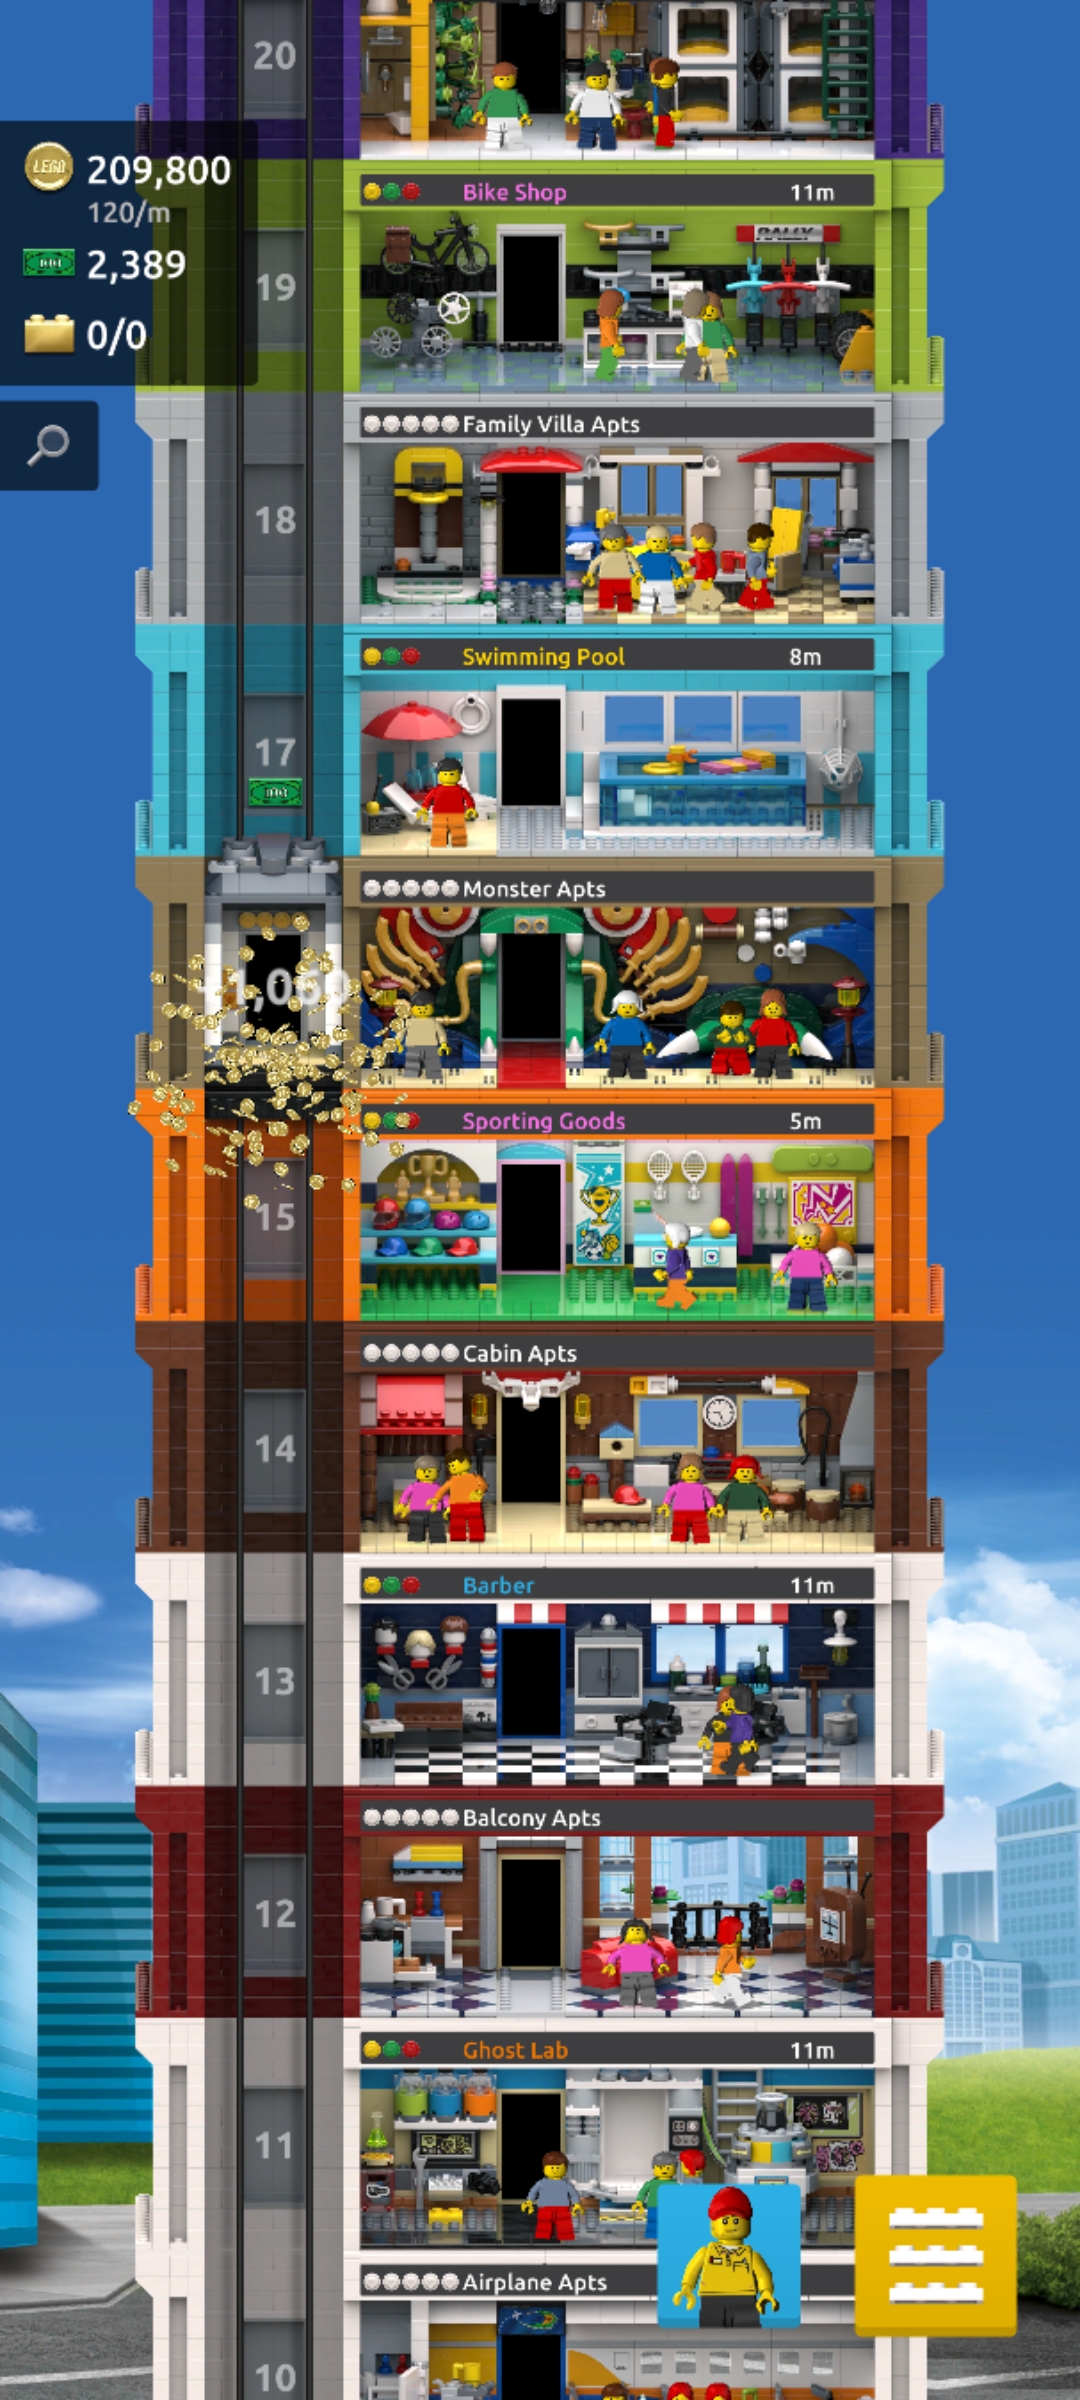 20
LEGO 209,800
120/m
2,389
0/0
Bike Shop 11m
RALLY
19
Family Villa Apts
18
Swimming Pool 8m
17
Monster Apts
Sporting Goods 5m
15
Cabin Apts
14
Barber 11m
13
Balcony Apts
12
Ghost Lab 11m
11
Airplane Apts
10